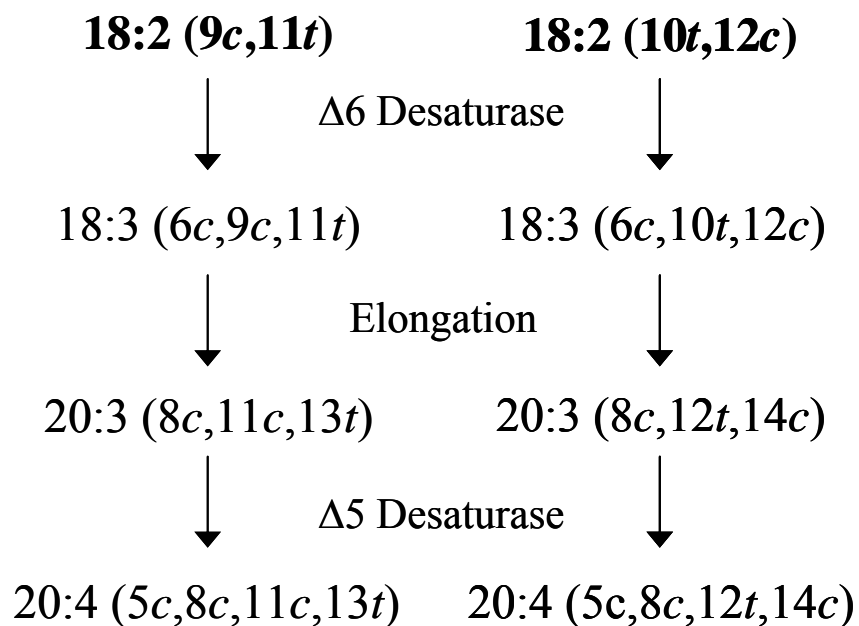 18:2 (9c,11t) 18:2 (10t,12c)
Δ6 Desaturase
18:3 (6c,9c,11t) 18:3 (6c,10t,12c)
Elongation
20:3 (8c,11c,13t) 20:3 (8c,12t,14c)
Δ5 Desaturase
20:4 (5c,8c,11c,13t) 20:4 (5c,8c,12t,14c)